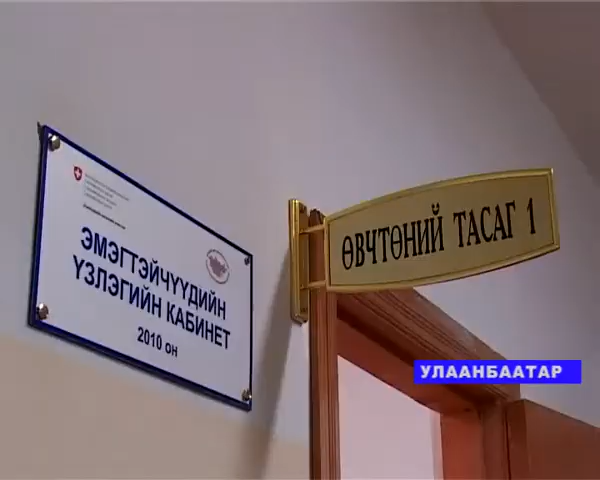 ЭМЭГТЭЙЧҮҮДИЙН
ҮЗЛЭГИЙН КАБИНЕТ
2010 он
ӨВЧТӨНИЙ ТАСАГ 1
УЛААНБААТАР